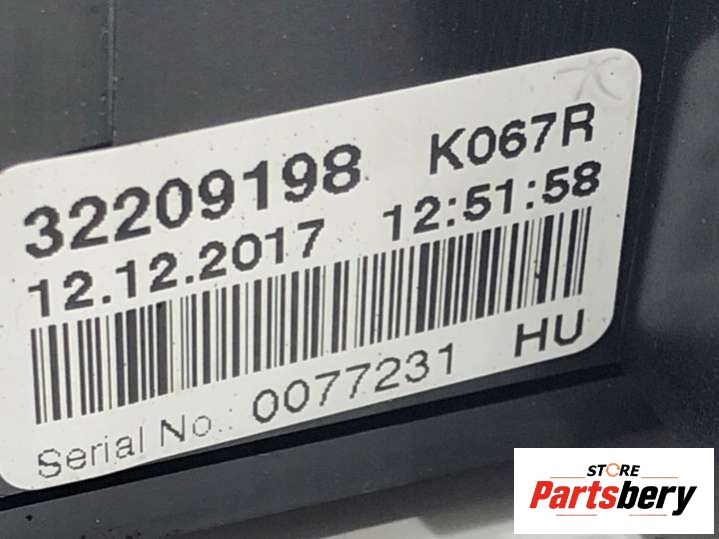 32209198 K067R
12.12.2017 12:51:58
Serial No.: 0077231 HU
STORE
Partsbery